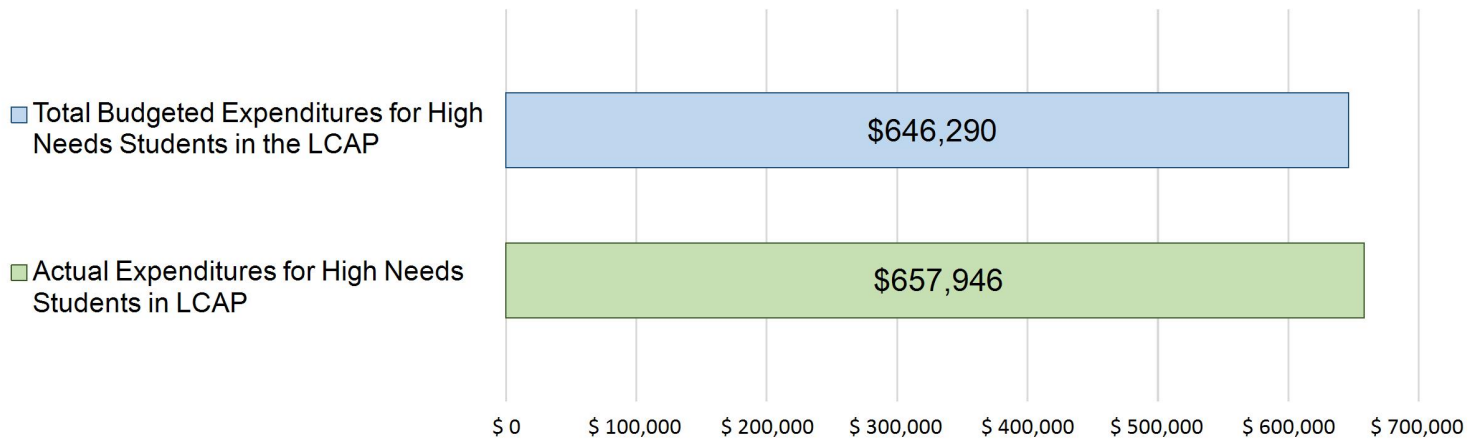 Total Budgeted Expenditures for High
Needs Students in the LCAP
$646,290
Actual Expenditures for High Needs
Students in LCAP
$657,946
$ 0 $ 100,000 $ 200,000 $ 300,000 $ 400,000 $ 500,000 $ 600,000 $ 700,000